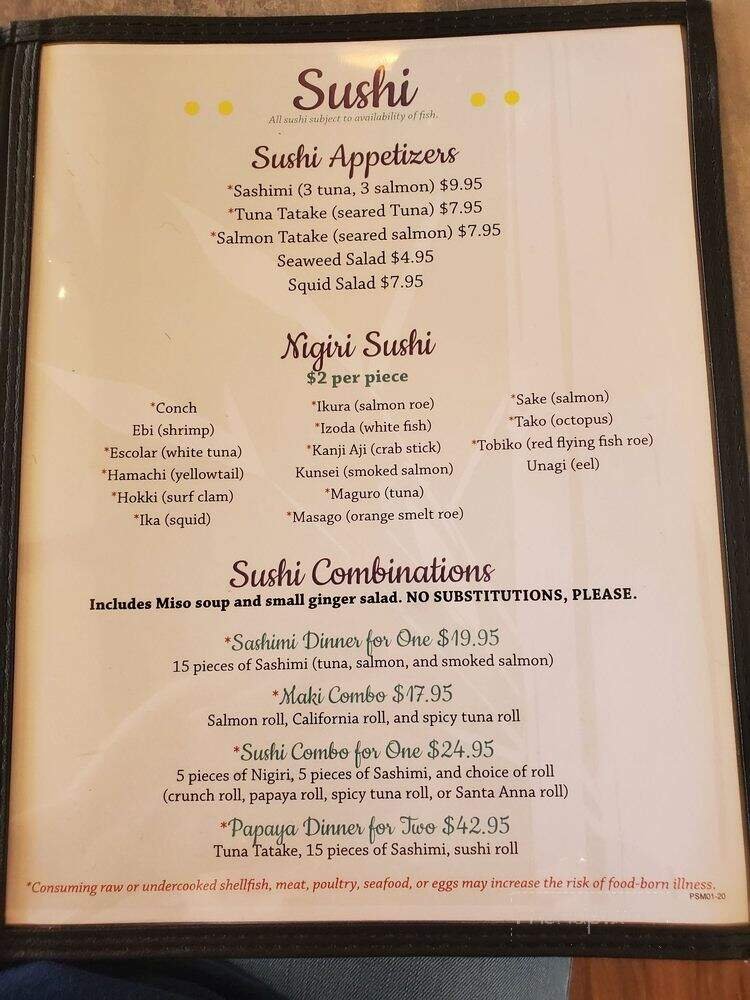 Sushi
All sushi subject to availability of fish.
Sushi Appetizers
*Sashimi (3 tuna, 3 salmon) $9.95
*Tuna Tatake (seared Tuna) $7.95
*Salmon Tatake (seared salmon) $7.95
Seaweed Salad $4.95
Squid Salad $7.95
Nigiri Sushi
$2 per piece
*Conch
Ebi (shrimp)
*Escolar (white tuna)
*Hamachi (yellowtail)
*Hokki (surf clam)
*Ika (squid)
*Ikura (salmon roe)
*Izoda (white fish)
*Kanji Aji (crab stick)
Kunsei (smoked salmon)
*Maguro (tuna)
*Masago (orange smelt roe)
*Sake (salmon)
*Tako (octopus)
*Tobiko (red flying fish roe)
Unagi (eel)
Sushi Combinations
Includes Miso soup and small ginger salad. NO SUBSTITUTIONS, PLEASE.
*Sashimi Dinner for One $19.95
15 pieces of Sashimi (tuna, salmon, and smoked salmon)
*Maki Combo $17.95
Salmon roll, California roll, and spicy tuna roll
*Sushi Combo for One $24.95
5 pieces of Nigiri, 5 pieces of Sashimi, and choice of roll
(crunch roll, papaya roll, spicy tuna roll, or Santa Anna roll)
*Papaya Dinner for Two $42.95
Tuna Tatake, 15 pieces of Sashimi, sushi roll
*Consuming raw or undercooked shellfish, meat, poultry, seafood, or eggs may increase the risk of food-born illness.
PSM01-20